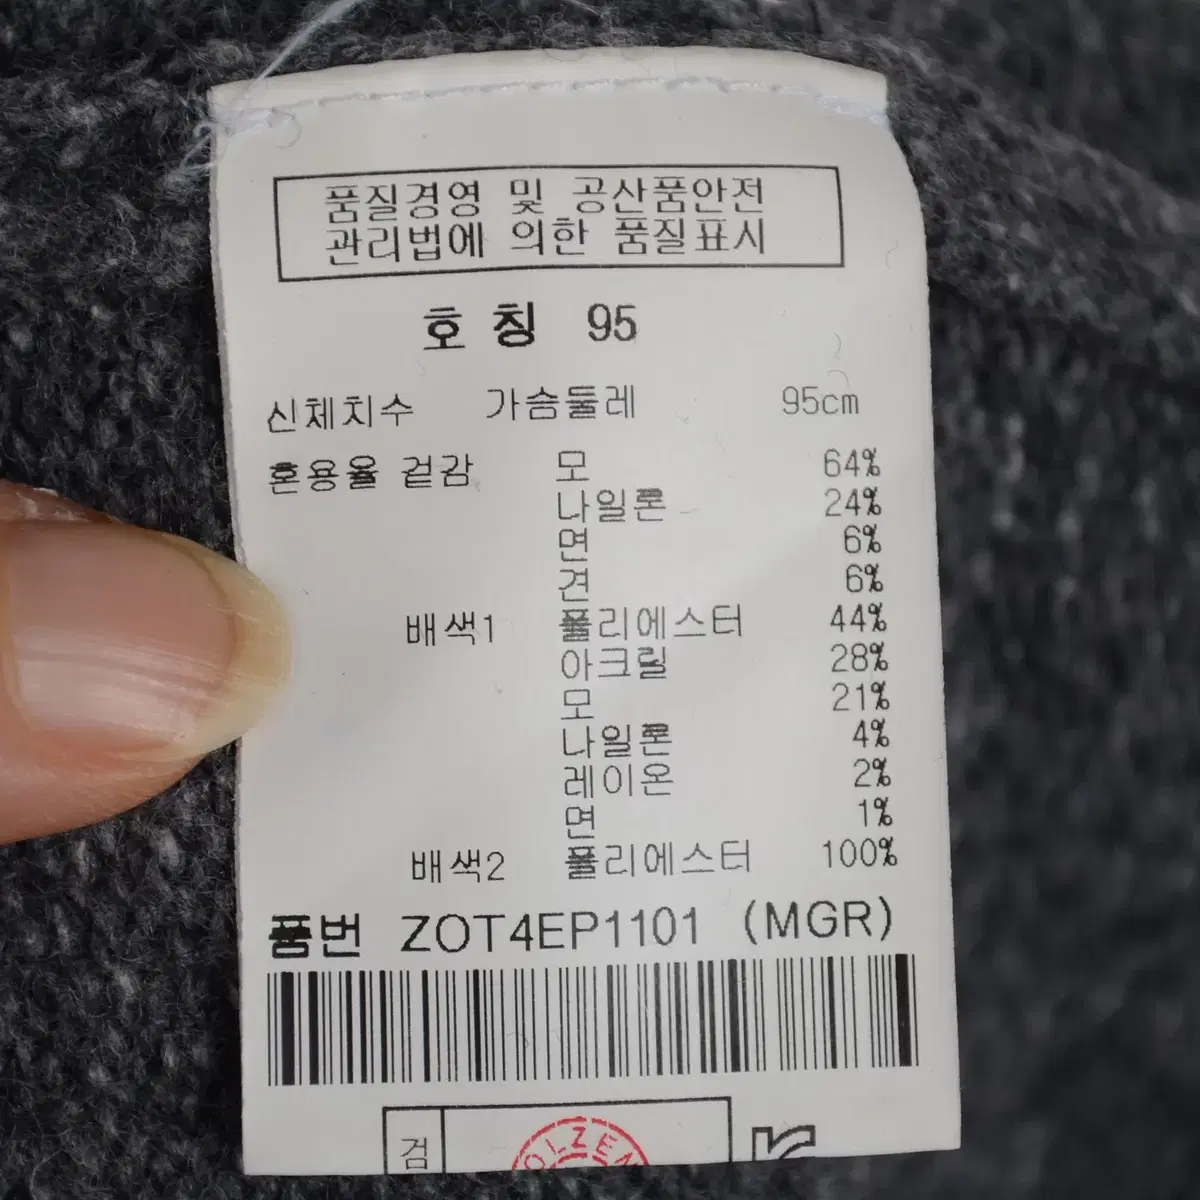 품질경영 및 공산품안전
관리법에 의한 품질표시
호칭 95
신체치수 가슴둘레 95cm
혼용율 겉감 모 64%
나일론 24%
면 6%
견 6%
배색1 폴리에스터 44%
아크릴 28%
모 21%
나일론 4%
레이온 2%
면 1%
배색2 폴리에스터 100%
품번 ZOT4EP1101 (MGR)
검
OLZEN